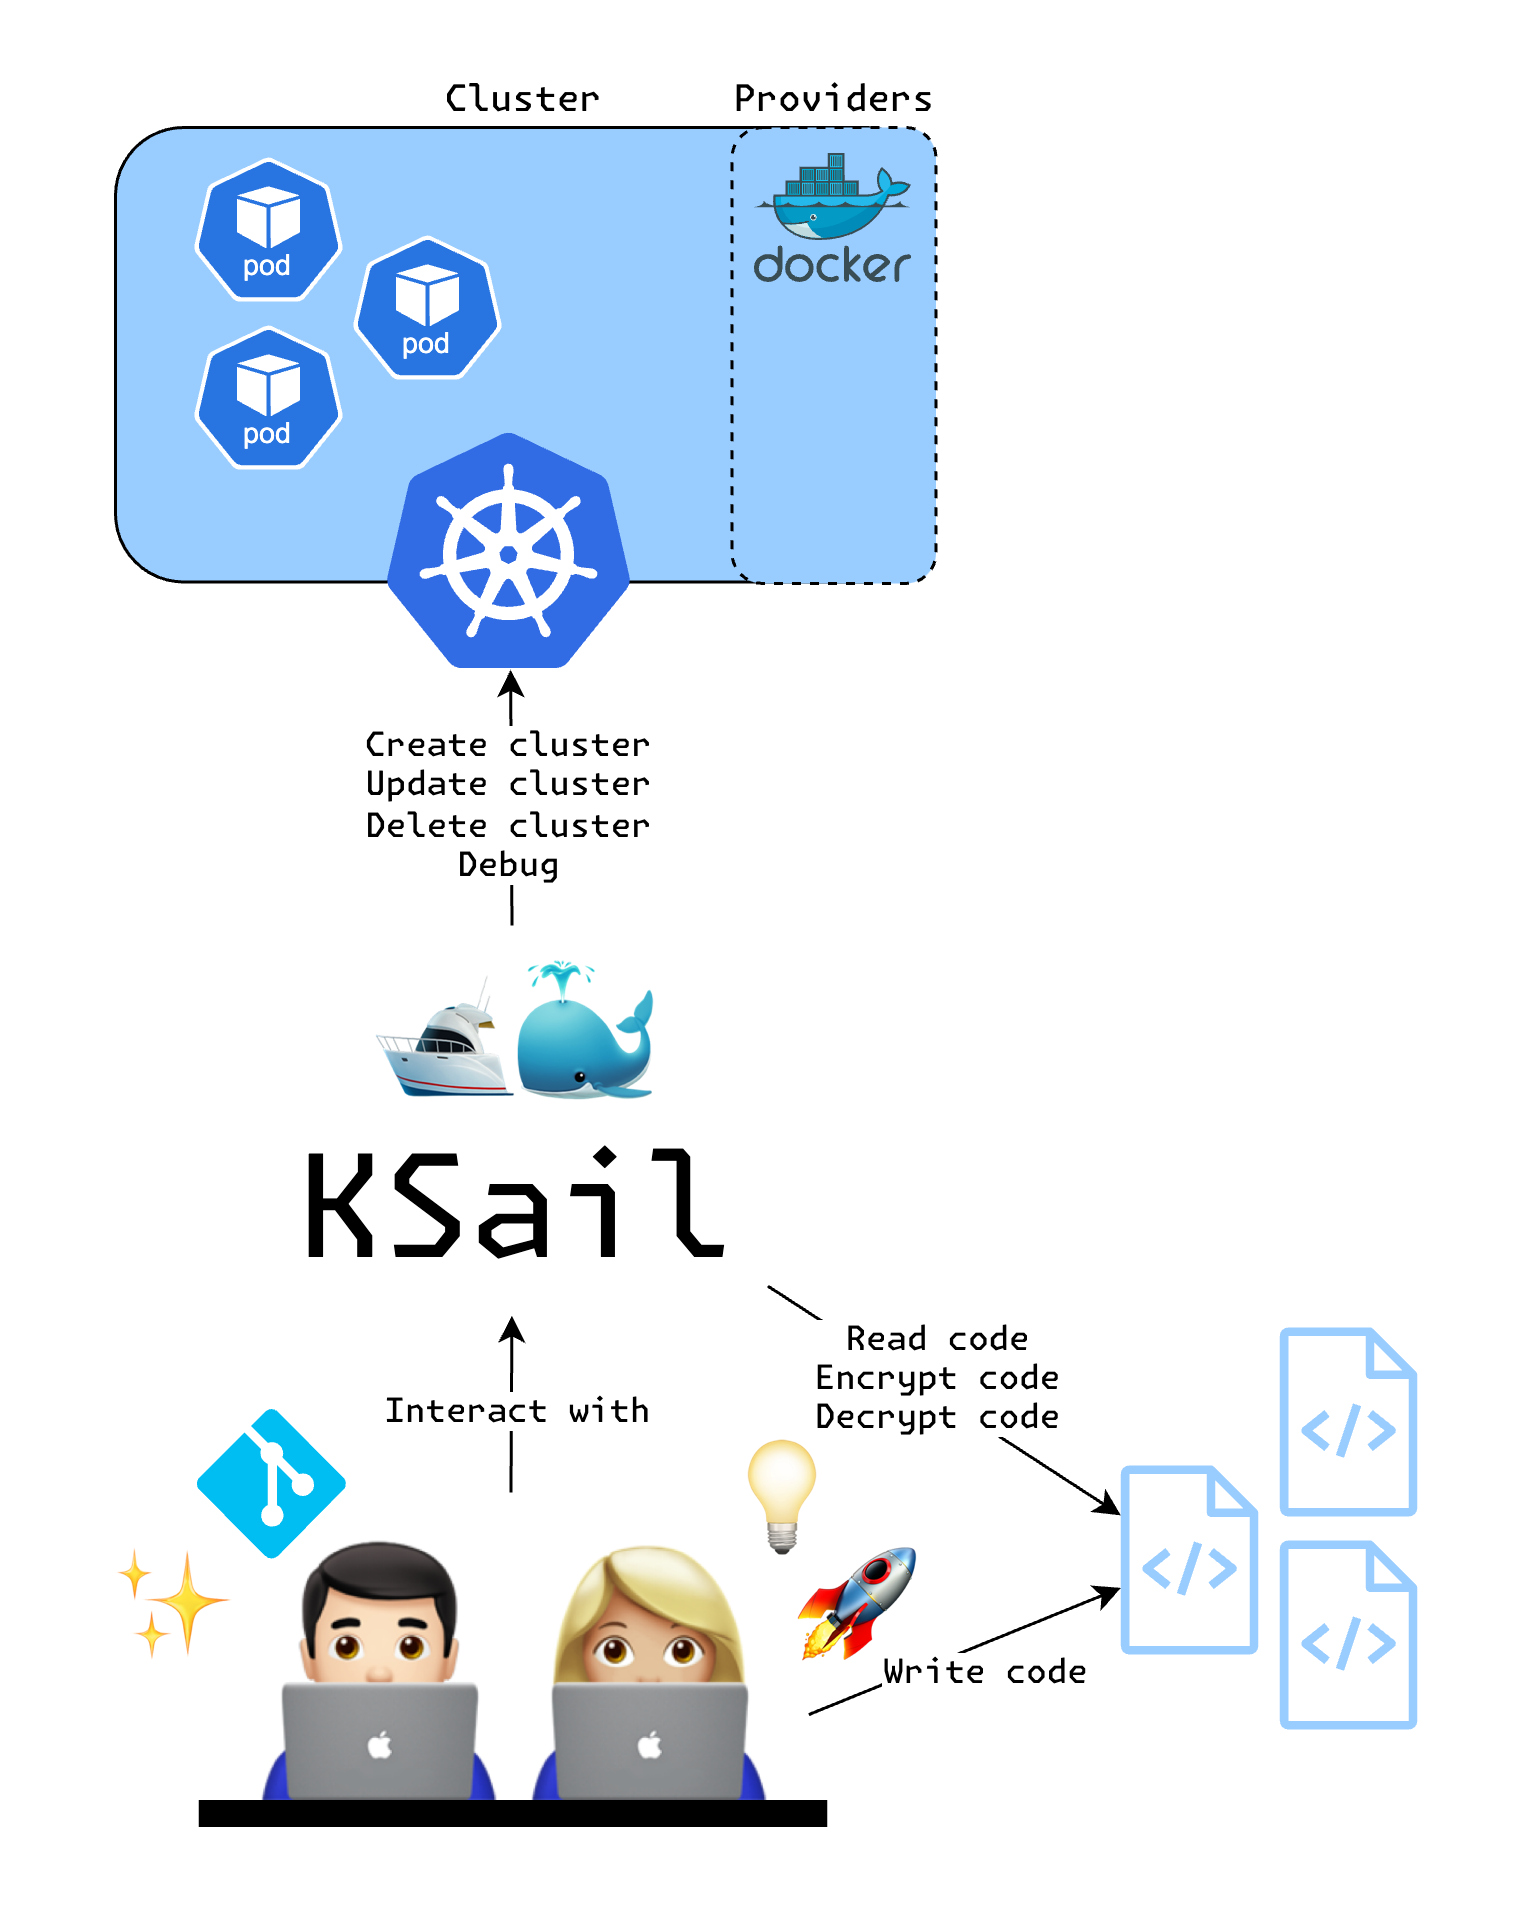 Cluster
Providers
pod
docker
pod
pod
Create cluster
Update cluster
Delete cluster
Debug
KSail
Read code
Encrypt code
Decrypt code
Interact with
</>
</>
</>
Write code